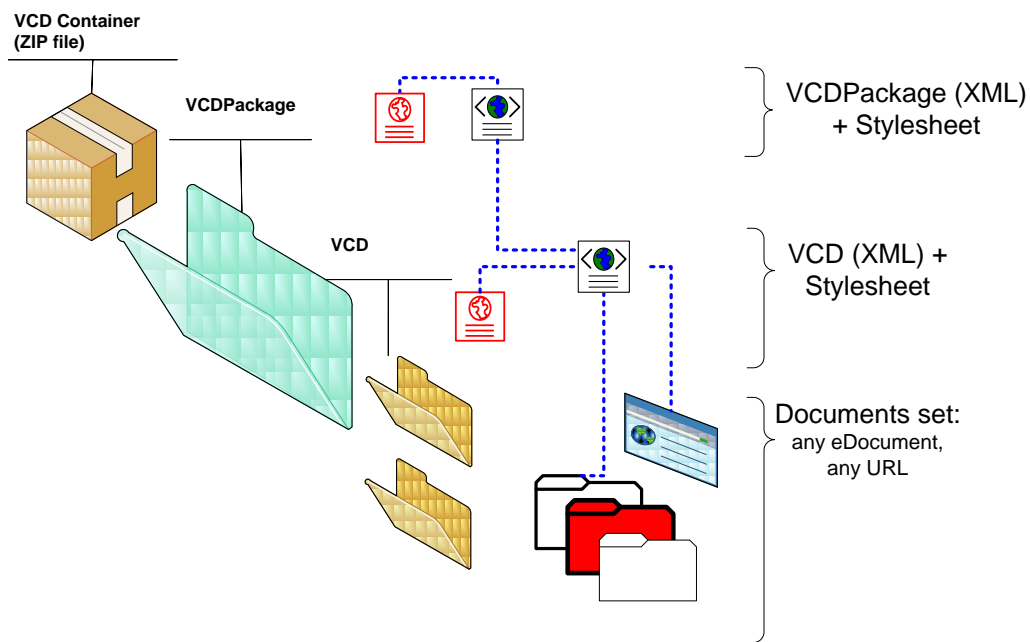 VCD Container
(ZIP file)
VCDPackage
VCD
VCDPackage (XML)
+ Stylesheet
VCD (XML) +
Stylesheet
Documents set:
any eDocument,
any URL